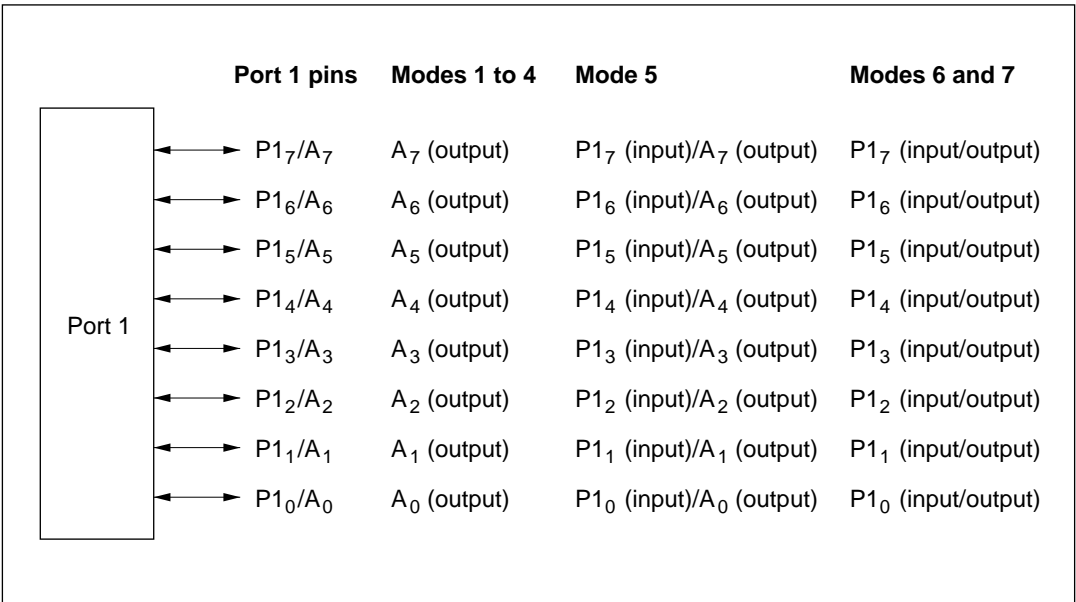 Port 1 pins Modes 1 to 4 Mode 5 Modes 6 and 7
P1₇/A₇ A₇ (output) P1₇ (input)/A₇ (output) P1₇ (input/output)
P1₆/A₆ A₆ (output) P1₆ (input)/A₆ (output) P1₆ (input/output)
P1₅/A₅ A₅ (output) P1₅ (input)/A₅ (output) P1₅ (input/output)
P1₄/A₄ A₄ (output) P1₄ (input)/A₄ (output) P1₄ (input/output)
Port 1
P1₃/A₃ A₃ (output) P1₃ (input)/A₃ (output) P1₃ (input/output)
P1₂/A₂ A₂ (output) P1₂ (input)/A₂ (output) P1₂ (input/output)
P1₁/A₁ A₁ (output) P1₁ (input)/A₁ (output) P1₁ (input/output)
P1₀/A₀ A₀ (output) P1₀ (input)/A₀ (output) P1₀ (input/output)